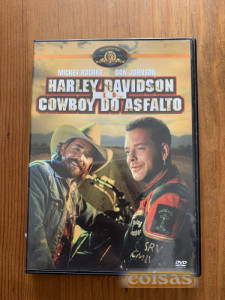 MICKEY ROURKE DON JOHNSON
HARLEY DAVIDSON
E O
COWBOY DO ASFALTO
DVD
coisas